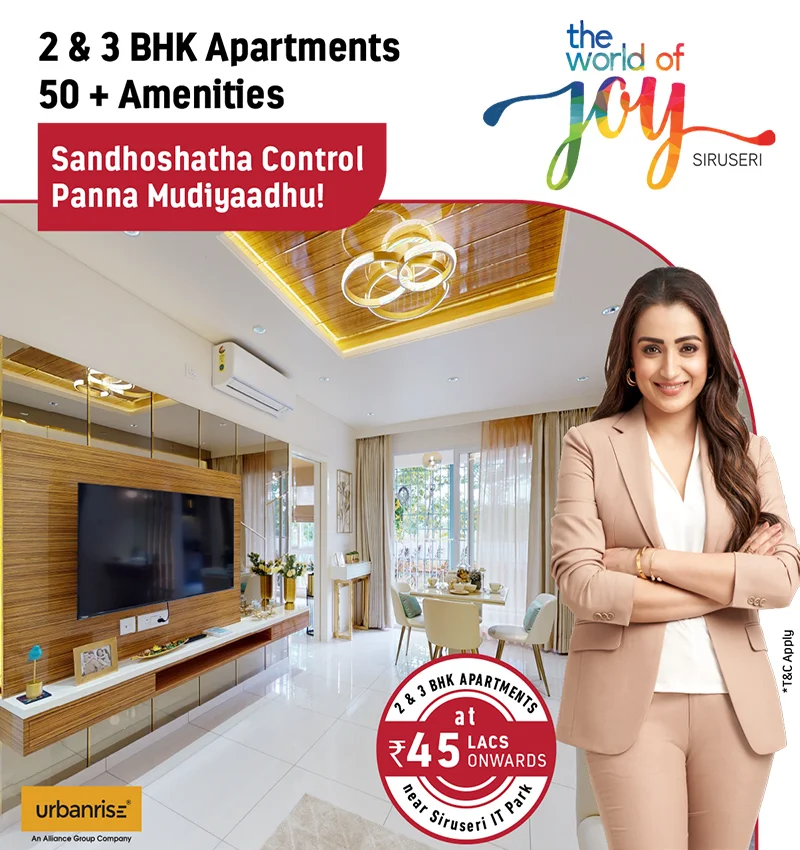 2 & 3 BHK Apartments
50 + Amenities
Sandhoshatha Control
Panna Mudiyaadhu!
the
world of
joy
SIRUSERI
2 & 3 BHK APARTMENTS
at
₹45 LACS
ONWARDS
near Siruseri IT Park
*T&C Apply
urbanrise®
An Alliance Group Company